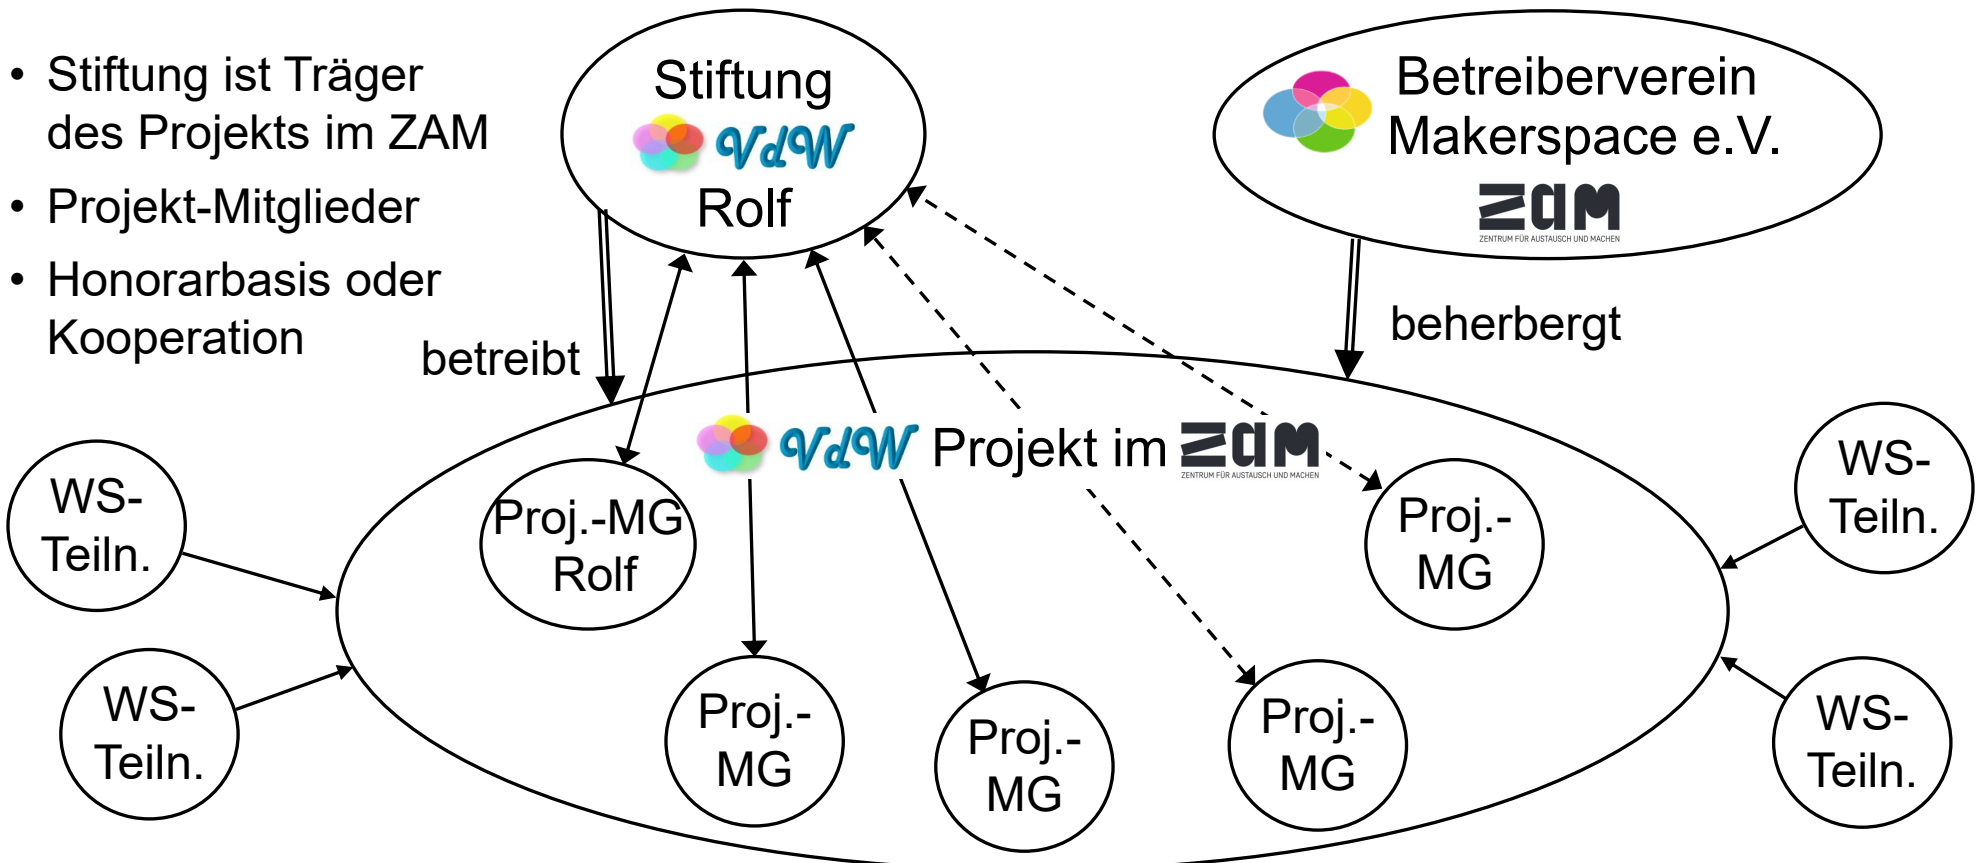 • Stiftung ist Träger
des Projekts im ZAM
• Projekt-Mitglieder
• Honorarbasis oder
Kooperation
Stiftung
VdW
Rolf
Betreiberverein
Makerspace e.V.
ZAM
ZENTRUM FÜR AUSTAUSCH UND MACHEN
betreibt
beherbergt
VdW Projekt im ZAM
ZENTRUM FÜR AUSTAUSCH UND MACHEN
WS-
Teiln.
WS-
Teiln.
Proj.-MG
Rolf
Proj.-
MG
Proj.-
MG
Proj.-
MG
Proj.-
MG
WS-
Teiln.
WS-
Teiln.